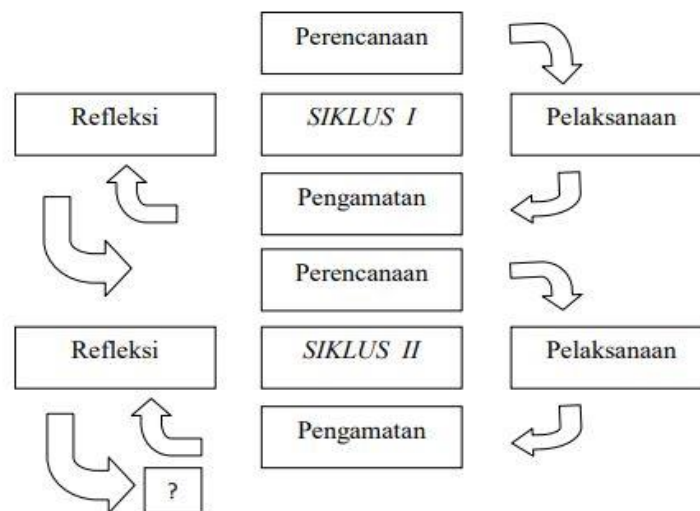 Perencanaan
Refleksi
SIKLUS I
Pelaksanaan
Pengamatan
Perencanaan
Refleksi
SIKLUS II
Pelaksanaan
Pengamatan
?